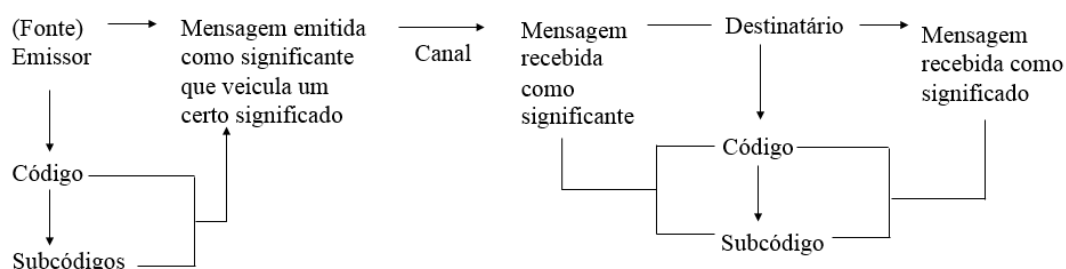 (Fonte)
Emissor
Mensagem emitida
como significante
que veicula um
certo significado
Canal
Mensagem
recebida
como
significante
Destinatário
Mensagem
recebida como
significado
Código
Subcódigos
Código
Subcódigo